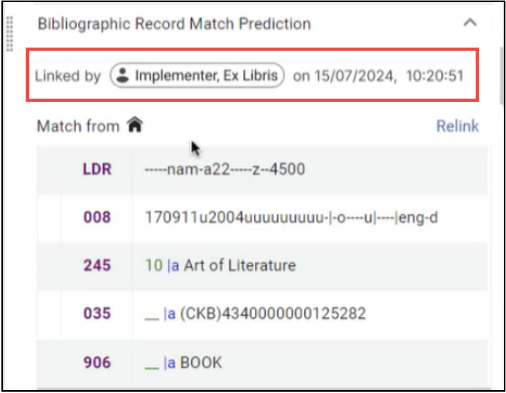 Bibliographic Record Match Prediction
Linked by Implementer, Ex Libris on 15/07/2024, 10:20:51
Match from Relink
LDR -----nam-a22-----z--4500
008 170911u2004uuuuuuuuu-|-o----u|----|eng-d
245 10 |a Art of Literature
035 __ |a (CKB)4340000000125282
906 __ |a BOOK